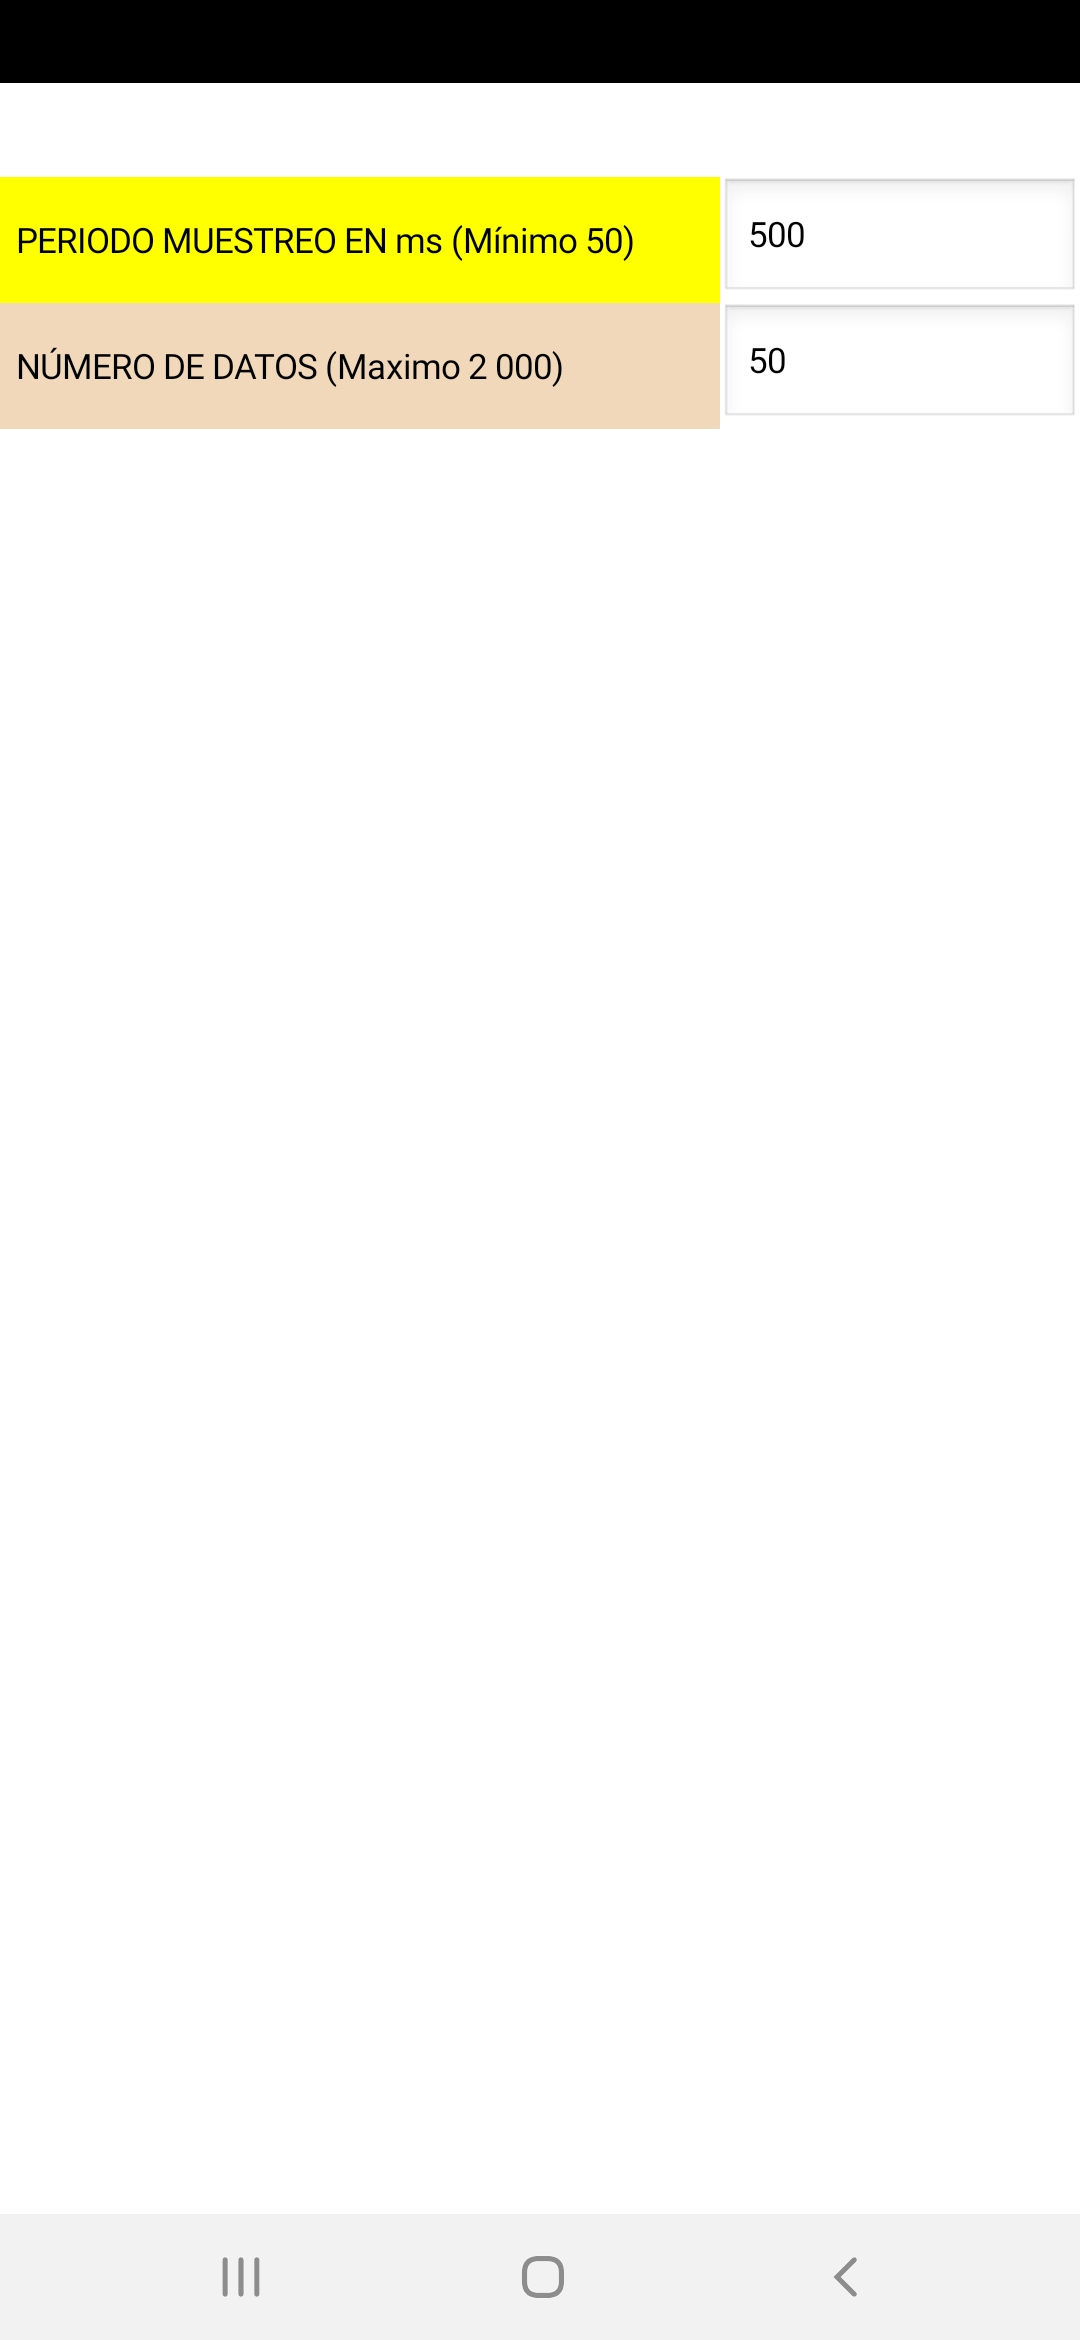 PERIODO MUESTREO EN ms (Mínimo 50) 500
NÚMERO DE DATOS (Maximo 2 000) 50